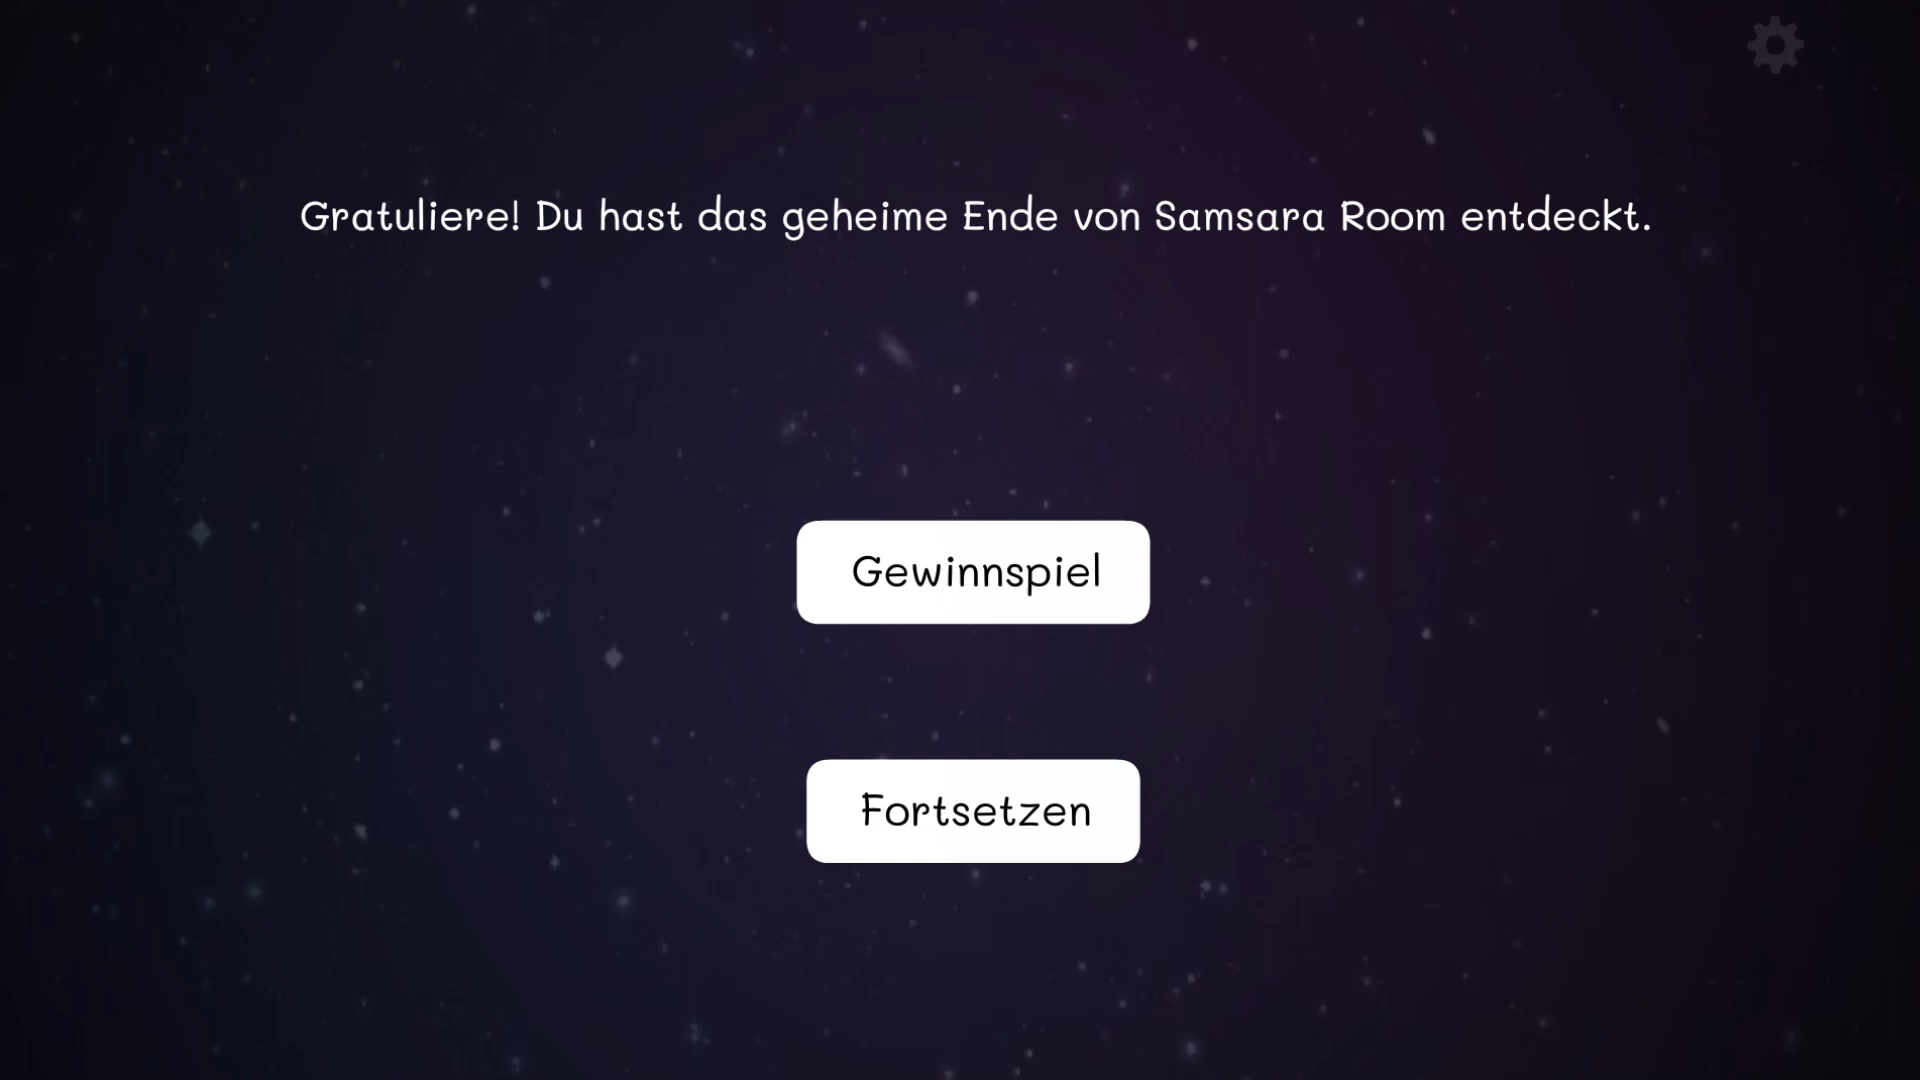 Gratuliere! Du hast das geheime Ende von Samsara Room entdeckt.
Gewinnspiel
Fortsetzen